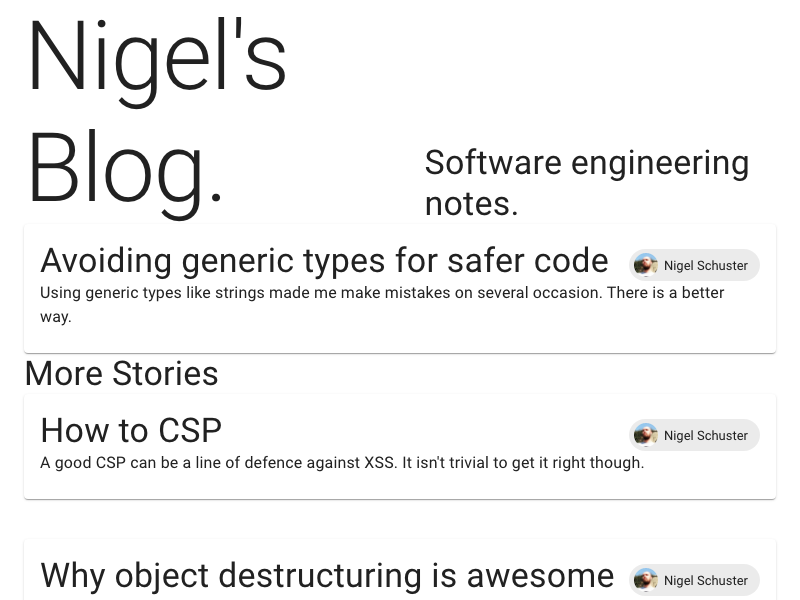 Nigel's
Blog.
Software engineering
notes.
Avoiding generic types for safer code
Nigel Schuster
Using generic types like strings made me make mistakes on several occasion. There is a better
way.
More Stories
How to CSP
Nigel Schuster
A good CSP can be a line of defence against XSS. It isn't trivial to get it right though.
Why object destructuring is awesome
Nigel Schuster